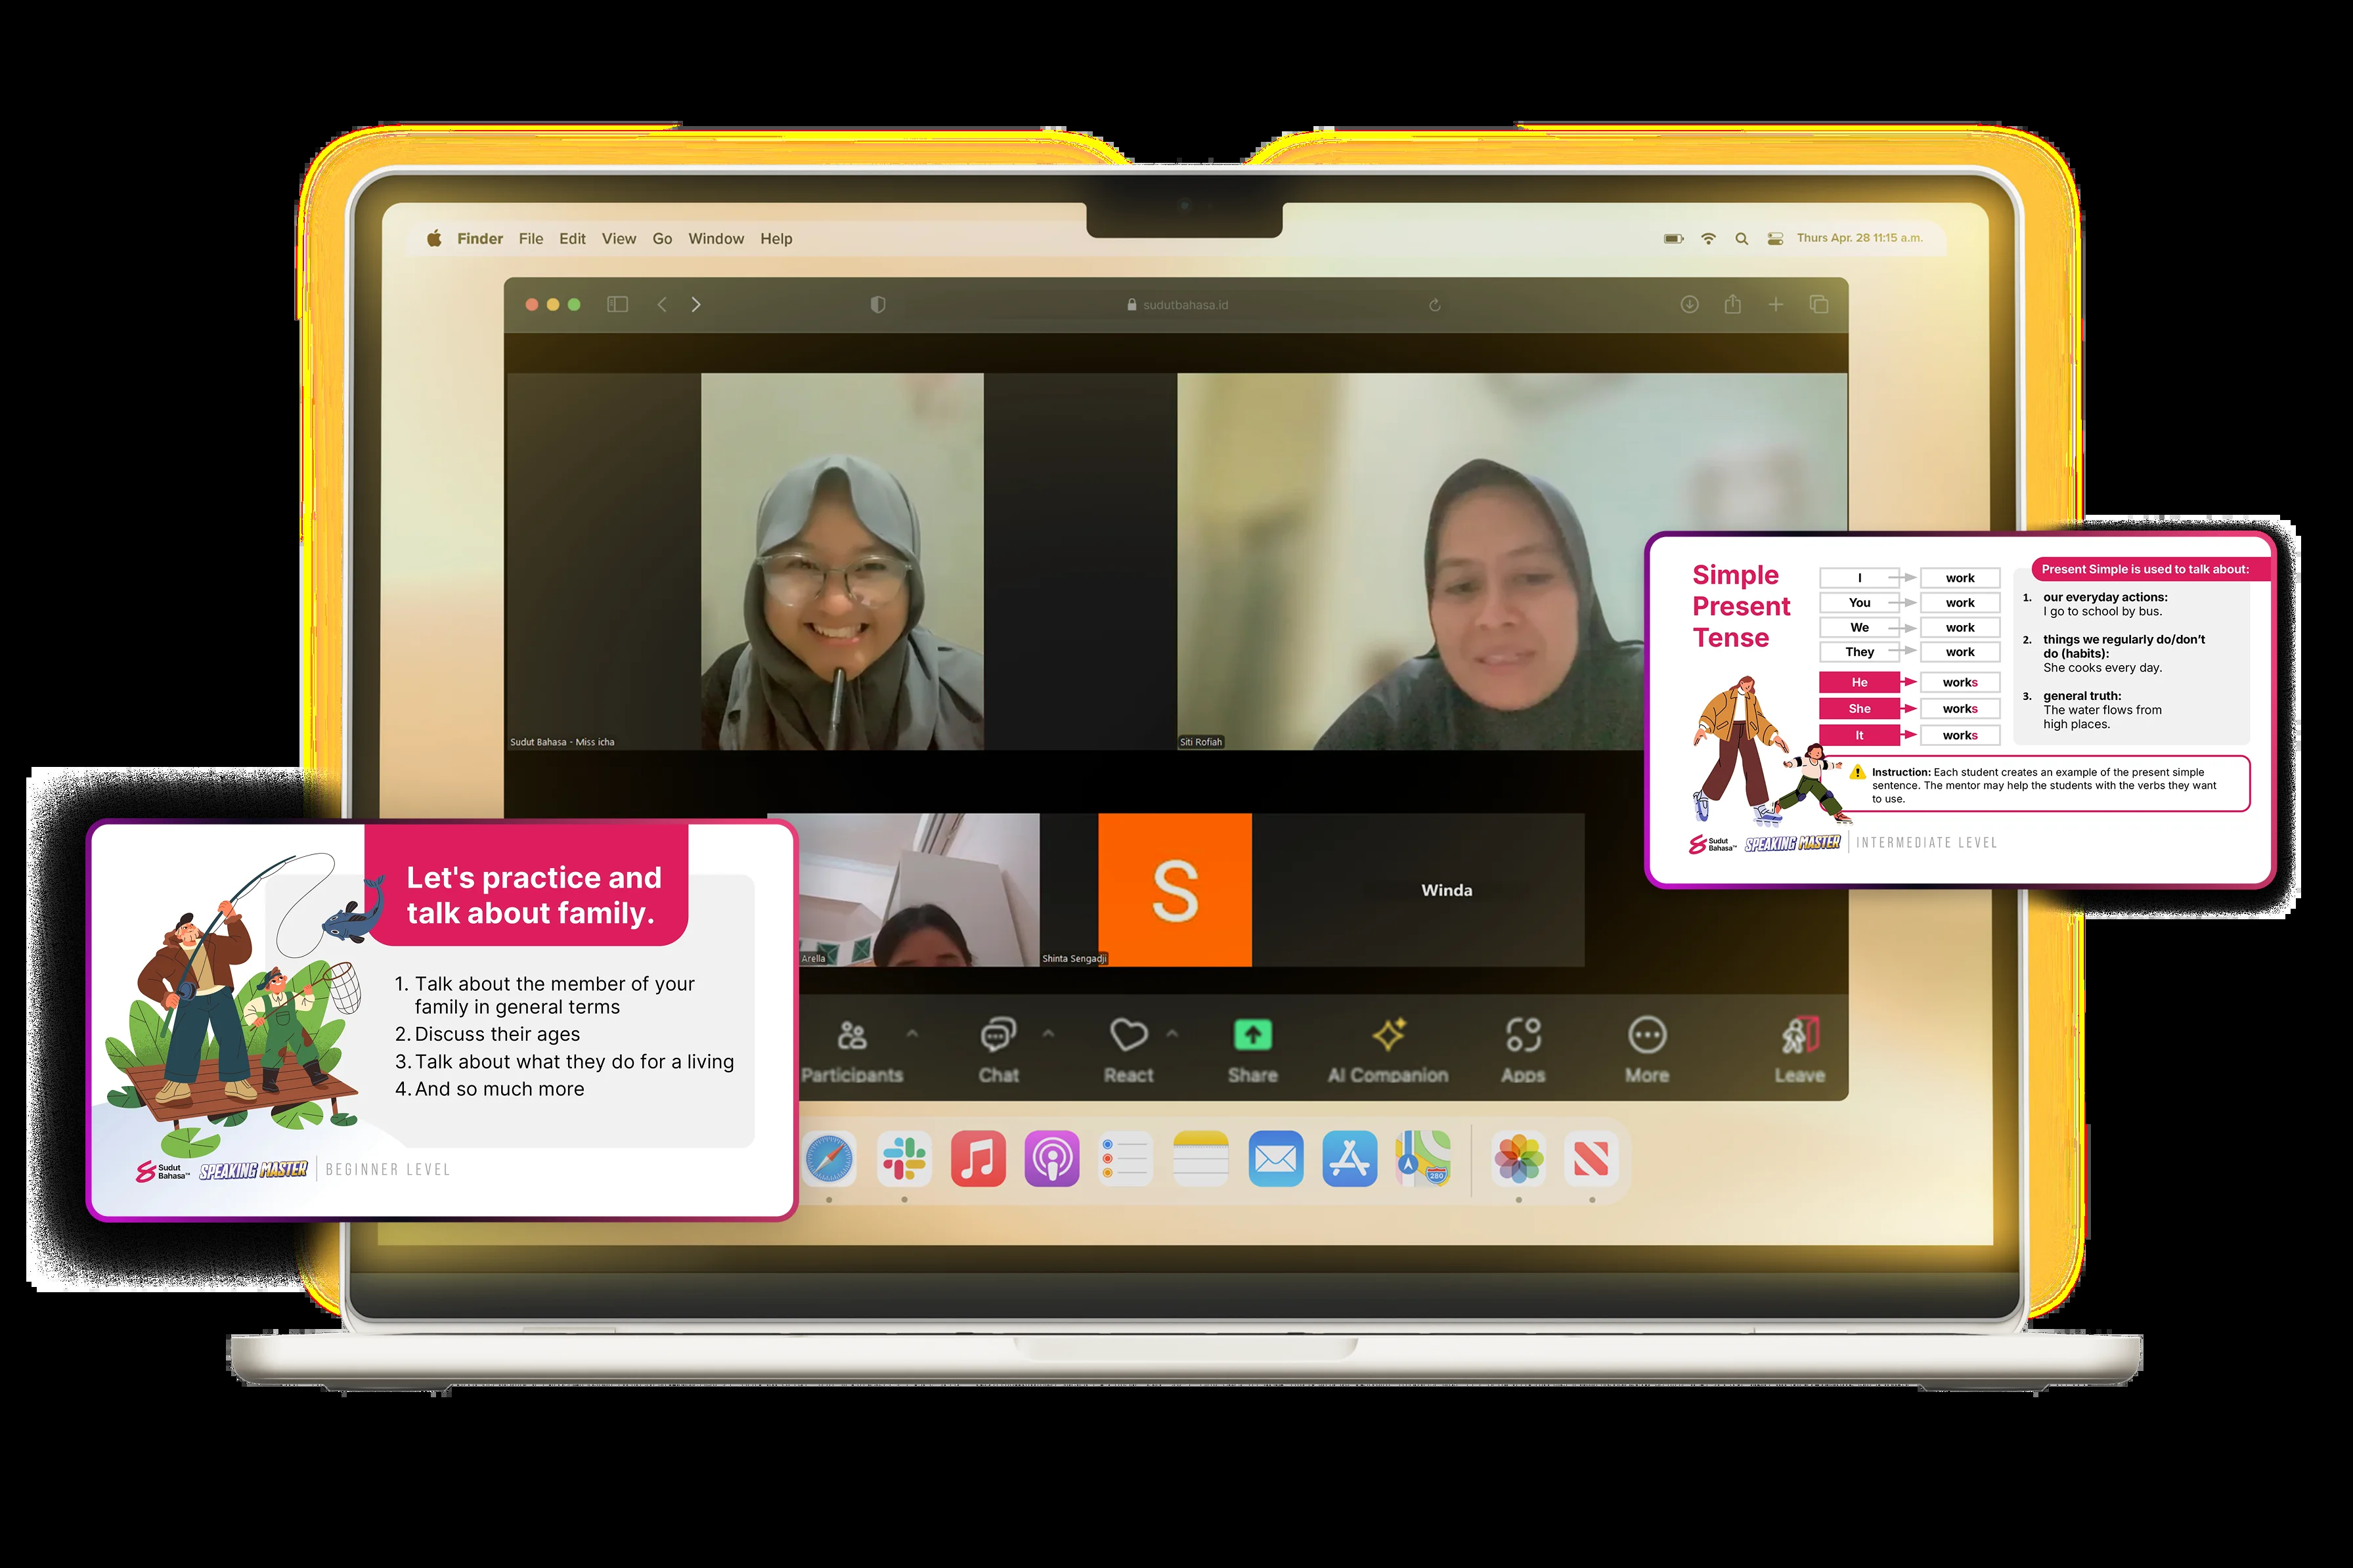 Finder File Edit View Go Window Help
Thurs Apr. 28 11:15 a.m.
sudutbahasa.id
Sudut Bahasa - Miss icha
Siti Rofiah
Arella
Shinta Sengadji
S
Winda
Participants
Chat
React
Share
AI Companion
Apps
More
Leave
280
Simple
Present
Tense
I work
You work
We work
They work
He works
She works
It works
Present Simple is used to talk about:
1. our everyday actions:
I go to school by bus.
2. things we regularly do/don't
do (habits):
She cooks every day.
3. general truth:
The water flows from
high places.
Instruction: Each student creates an example of the present simple
sentence. The mentor may help the students with the verbs they want
to use.
Sudut
Bahasa™
SPEAKING MASTER
INTERMEDIATE LEVEL
Let's practice and
talk about family.
1. Talk about the member of your
family in general terms
2. Discuss their ages
3. Talk about what they do for a living
4. And so much more
Sudut
Bahasa™
SPEAKING MASTER
BEGINNER LEVEL